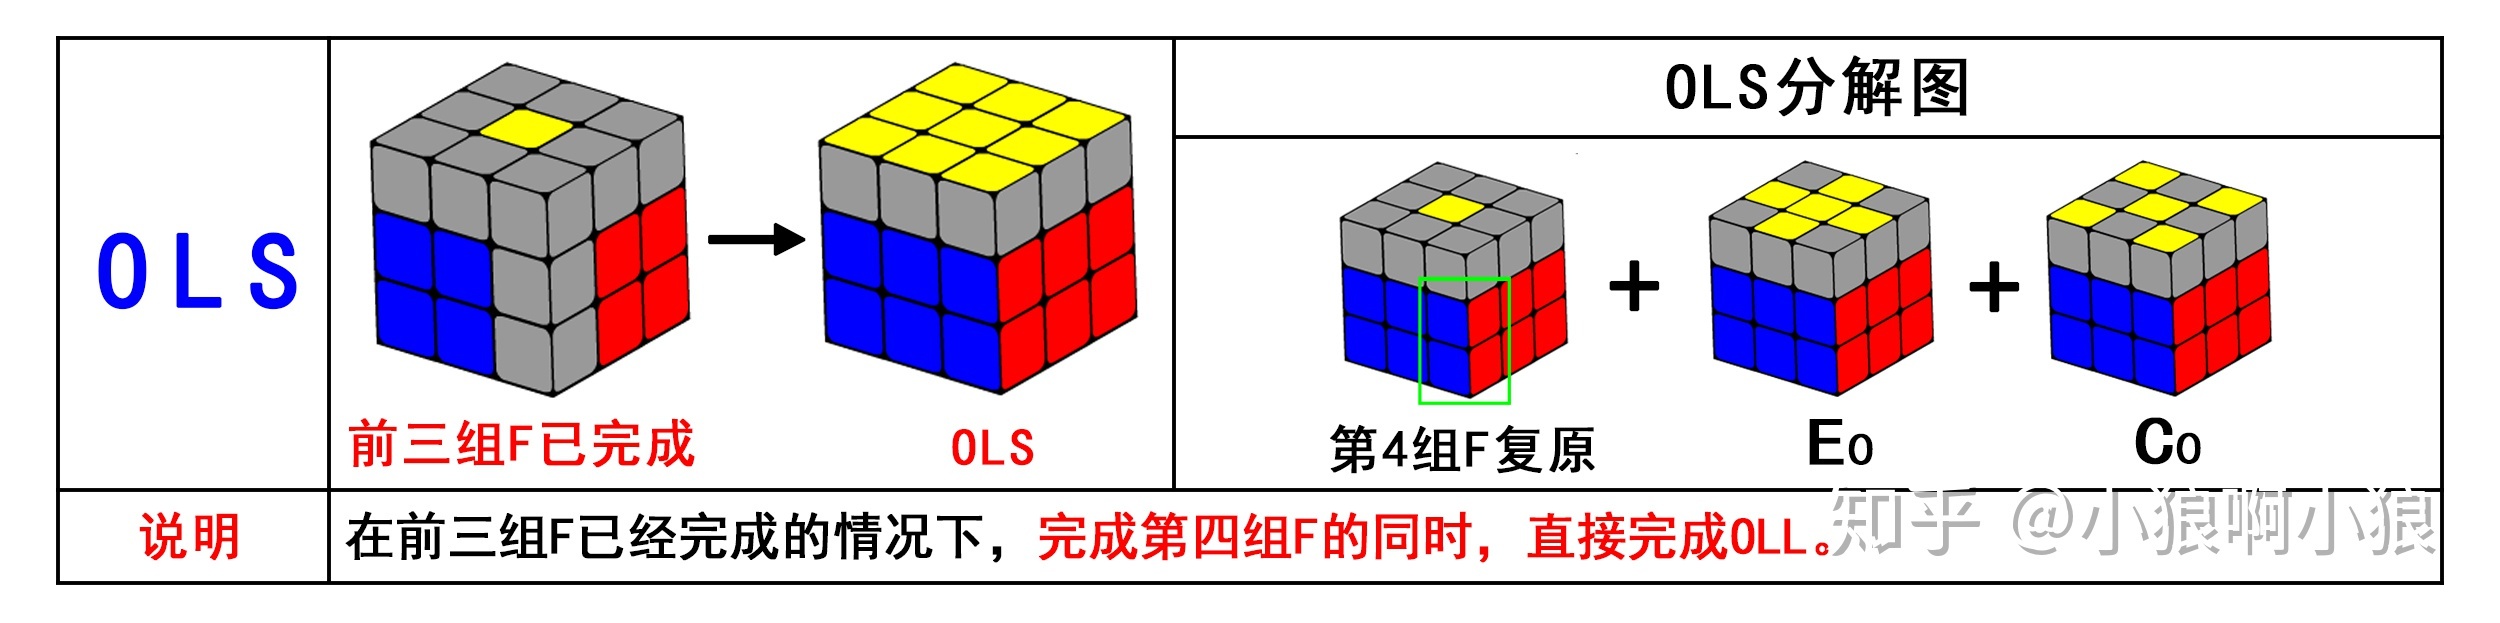 OLS
OLS分解图
前三组F已完成
OLS
第4组F复原
EO
CO
说明
在前三组F已经完成的情况下，完成第四组F的同时，直接完成OLL。
知乎 @小狼啊小狼